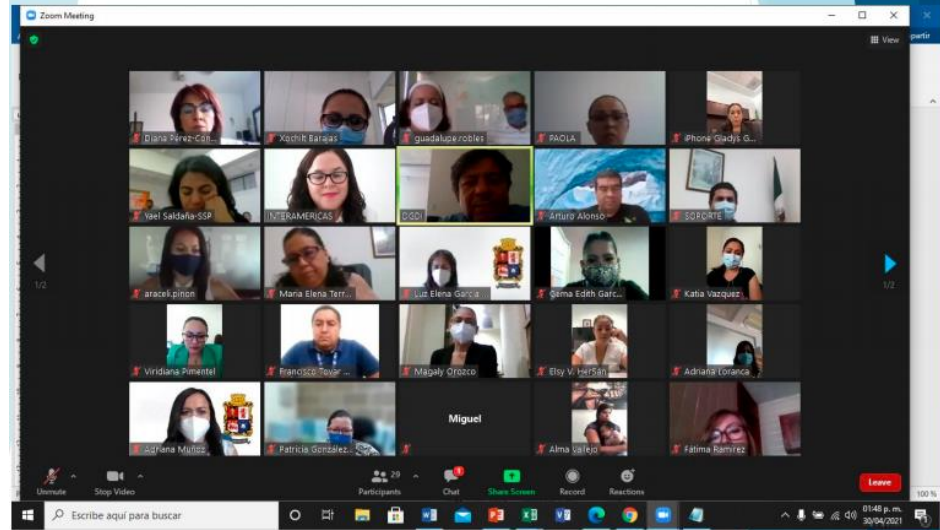 Zoom Meeting
View
partir
Diana Pérez-Con...
Xochilt Barajas
guadalupe.robles
PAOLA
iPhone Gladys G...
Yael Saldaña-SSP
INTERAMERICAS
DGDI
Arturo Alonso
SOPORTE
araceli.pinon
Maria Elena Terr...
Luz Elena Garcia
Gema Edith Garc...
Katia Vazquez
1/2
1/2
Viridiana Pimentel
Francisco Tovar ...
Magaly Orozco
Elsy V. HerSan
Adriana Loranca
Adriana Muñoz
Patricia González...
Miguel
Alma Vallejo
Fátima Ramírez
29
1
Unmute
Stop Video
Participants
Chat
Share Screen
Record
Reactions
Leave
100 %
Escribe aquí para buscar
01:48 p. m.
30/04/2021